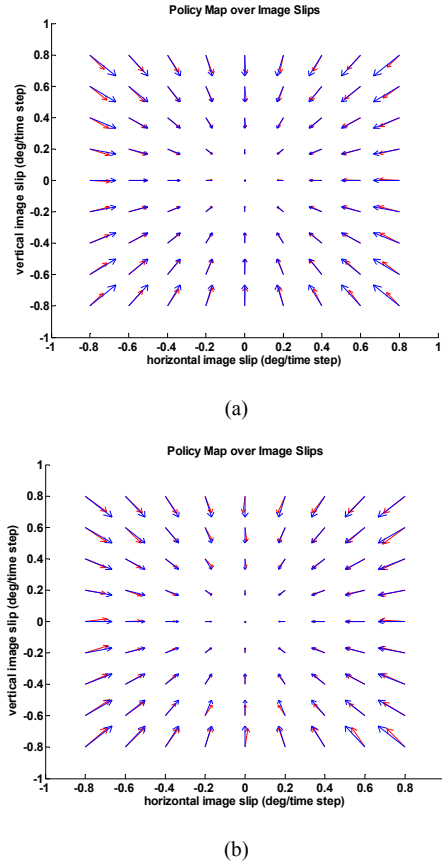 Policy Map over Image Slips
1
0.8
0.6
0.4
0.2
0
-0.2
-0.4
-0.6
-0.8
-1
vertical image slip (deg/time step)
-1 -0.8 -0.6 -0.4 -0.2 0 0.2 0.4 0.6 0.8 1
horizontal image slip (deg/time step)
(a)
Policy Map over Image Slips
1
0.8
0.6
0.4
0.2
0
-0.2
-0.4
-0.6
-0.8
-1
vertical image slip (deg/time step)
-1 -0.8 -0.6 -0.4 -0.2 0 0.2 0.4 0.6 0.8 1
horizontal image slip (deg/time step)
(b)